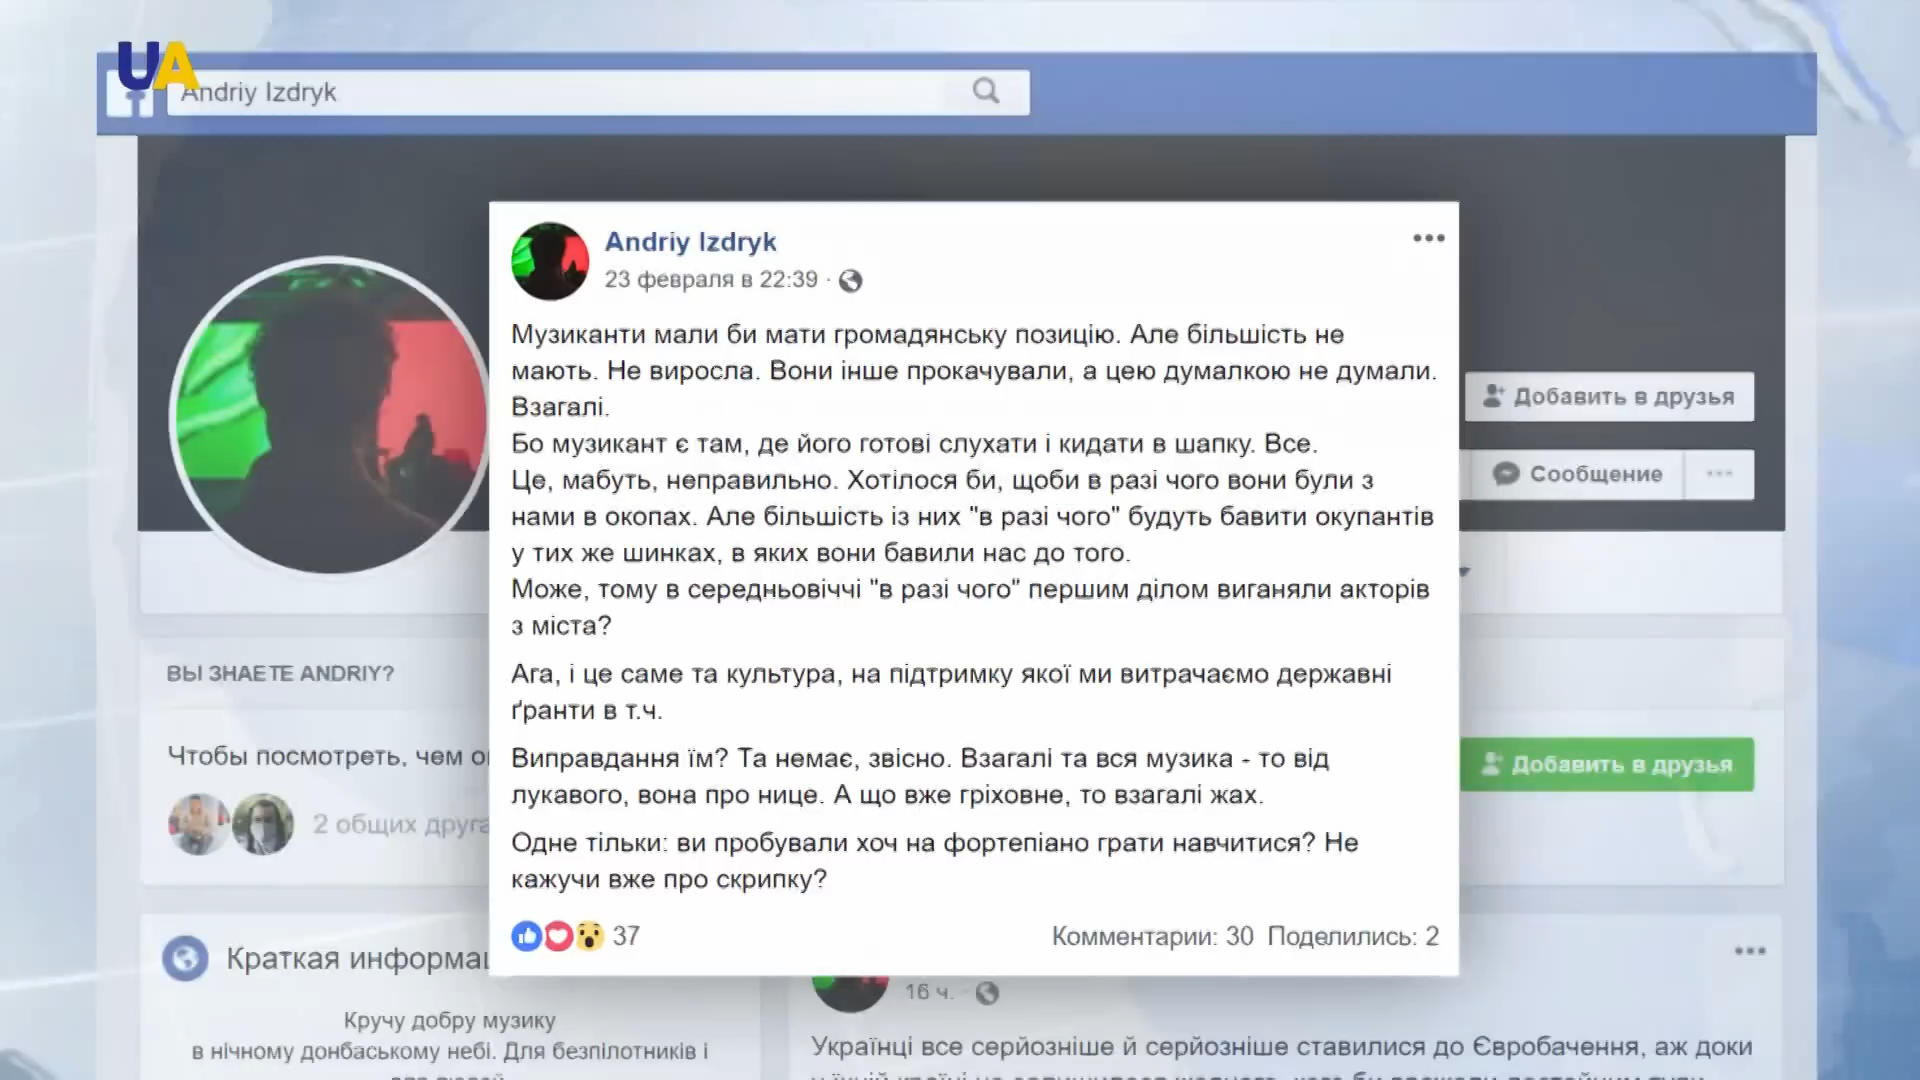 UA
Andriy Izdryk
Andriy Izdryk
23 февраля в 22:39 ·
Музиканти мали би мати громадянську позицію. Але більшість не
мають. Не виросла. Вони інше прокачували, а цею думалкою не думали.
Взагалі.
Бо музикант є там, де його готові слухати і кидати в шапку. Все.
Це, мабуть, неправильно. Хотілося би, щоби в разі чого вони були з
нами в окопах. Але більшість із них "в разі чого" будуть бавити окупантів
у тих же шинках, в яких вони бавили нас до того.
Може, тому в середньовіччі "в разі чого" першим ділом виганяли акторів
з міста?
Ага, і це саме та культура, на підтримку якої ми витрачаємо державні
ґранти в т.ч.
Виправдання їм? Та немає, звісно. Взагалі та вся музика - то від
лукавого, вона про нице. А що вже гріховне, то взагалі жах.
Одне тільки: ви пробували хоч на фортепіано грати навчитися? Не
кажучи вже про скрипку?
37
Комментарии: 30 Поделились: 2
Добавить в друзья
Сообщение
ВЫ ЗНАЕТЕ ANDRIY?
Чтобы посмотреть, чем
2 общих друга
Добавить в друзья
Краткая информац
Кручу добру музику
в нічному донбаському небі. Для безпілотників і
16 ч.
Українці все серйозніше й серйозніше ставилися до Євробачення, аж доки